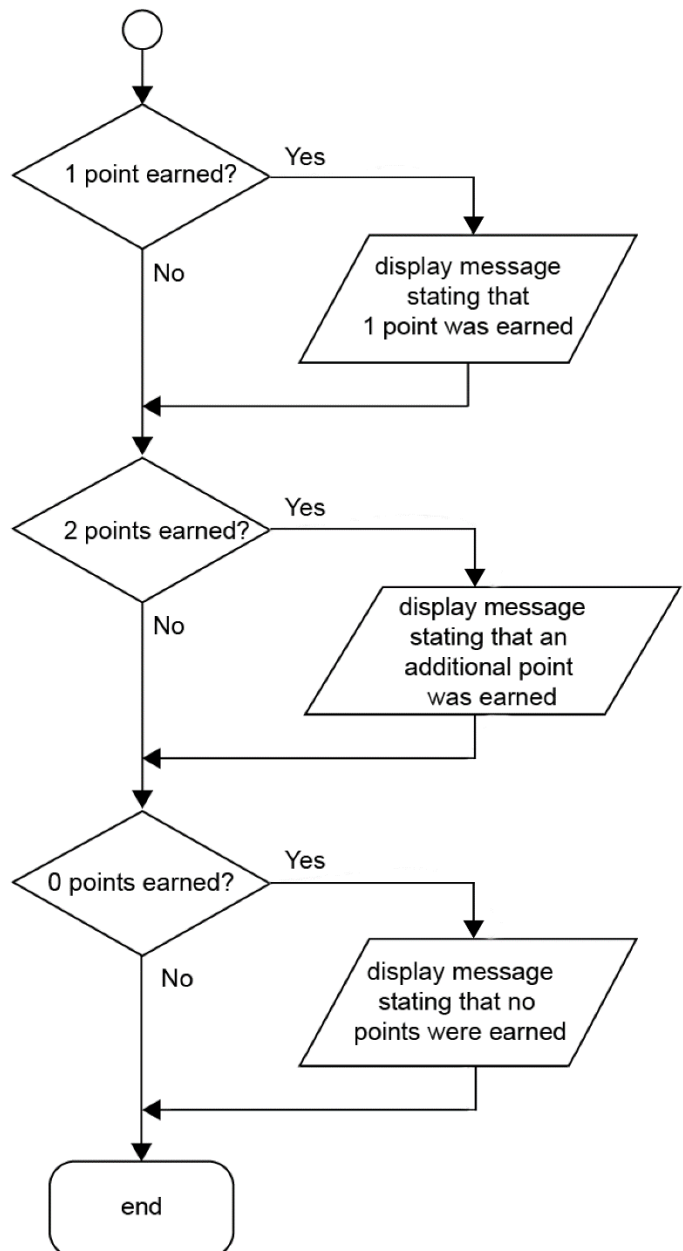 1 point earned?
Yes
No
display message
stating that
1 point was earned
2 points earned?
Yes
No
display message
stating that an
additional point
was earned
0 points earned?
Yes
No
display message
stating that no
points were earned
end